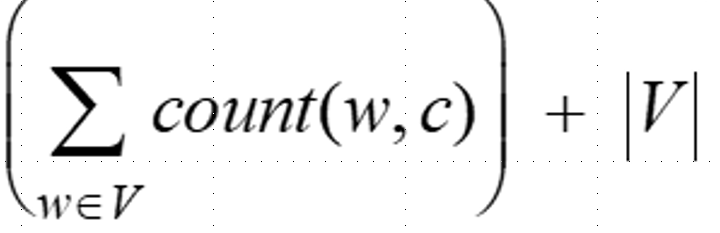 (∑ count(w,c)) + |V|
w∈V